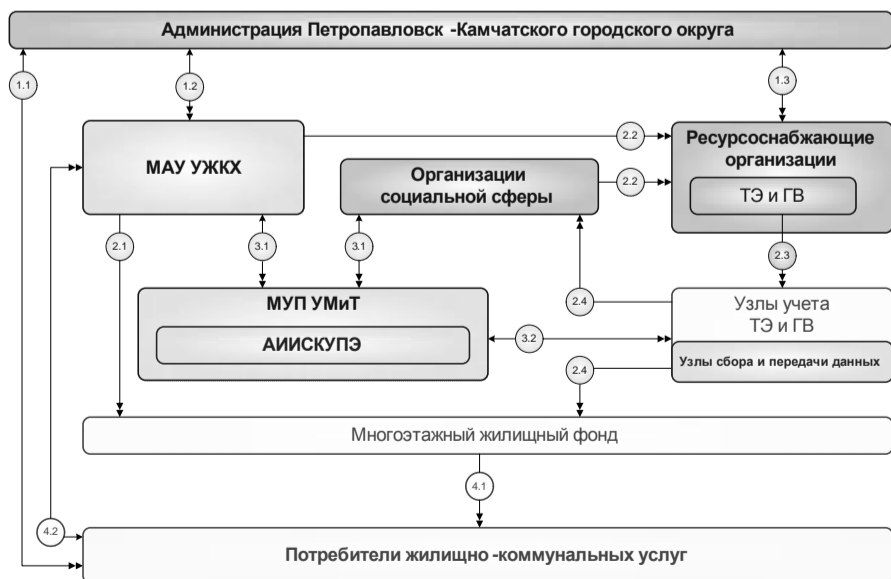 Администрация Петропавловск -Камчатского городского округа
1.1
1.2
1.3
МАУ УЖКХ
2.2
Ресурсоснабжающие
организации
ТЭ и ГВ
Организации
социальной сферы
2.2
2.1
3.1
3.1
2.3
МУП УМиТ
АИИСКУПЭ
2.4
3.2
Узлы учета
ТЭ и ГВ
Узлы сбора и передачи данных
2.4
Многоэтажный жилищный фонд
4.1
4.2
Потребители жилищно -коммунальных услуг